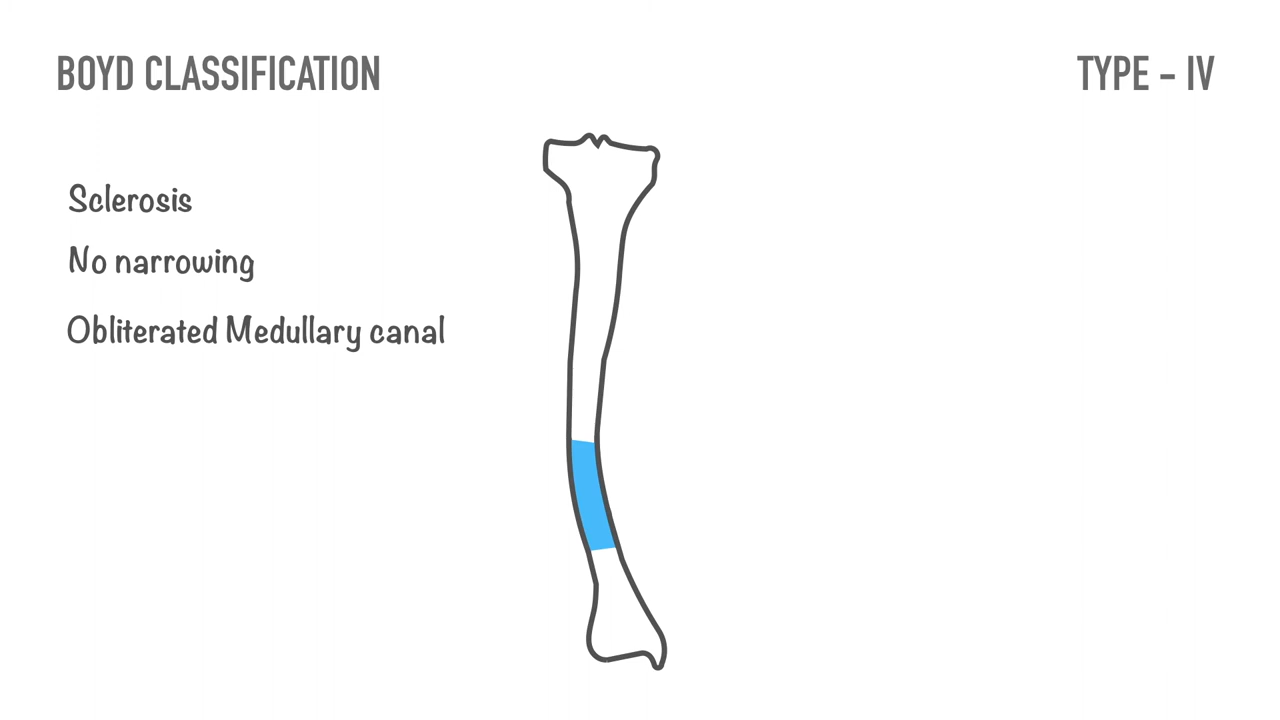 BOYD CLASSIFICATION
TYPE - IV
Sclerosis
No narrowing
Obliterated Medullary canal